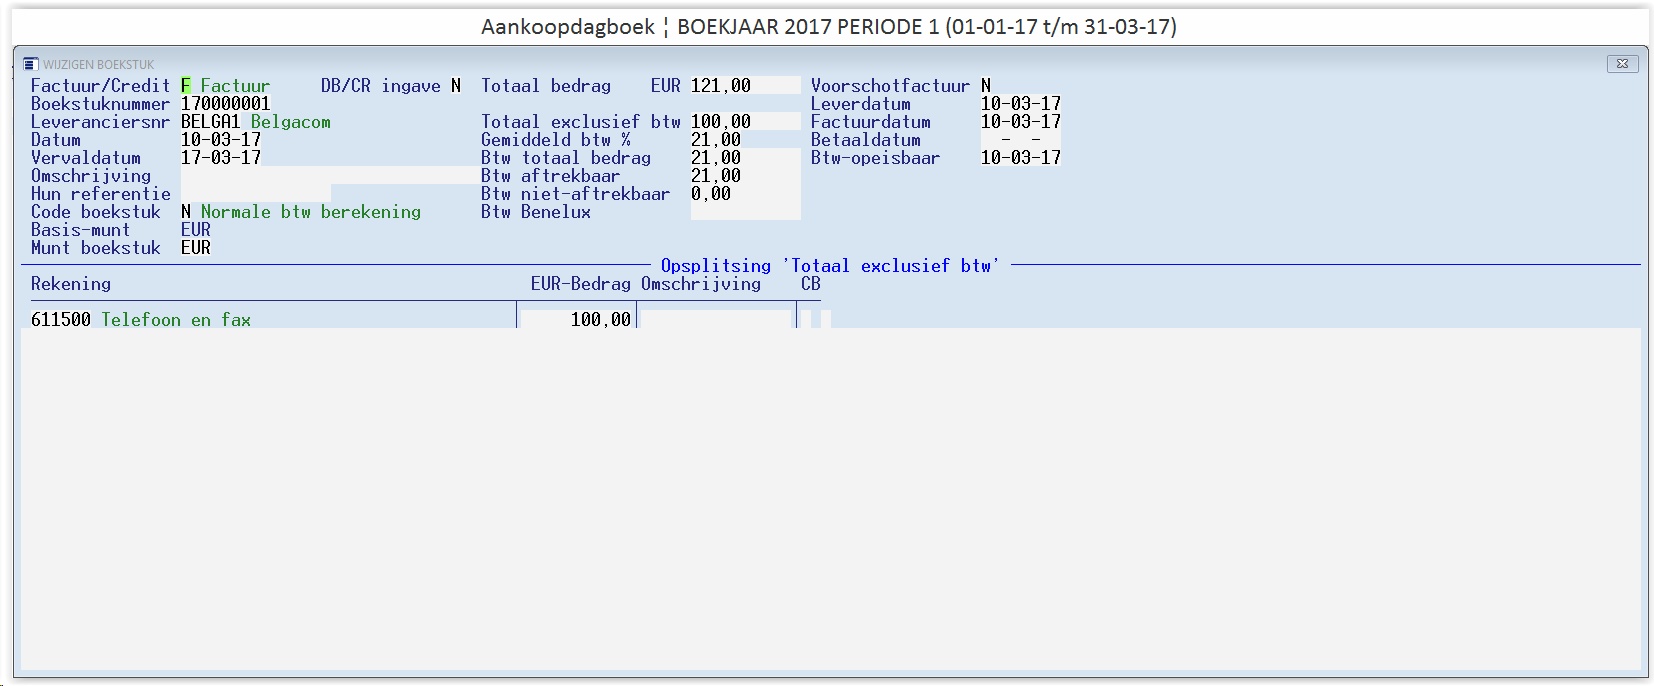 Aankoopdagboek ¦ BOEKJAAR 2017 PERIODE 1 (01-01-17 t/m 31-03-17)
WIJZIGEN BOEKSTUK
Factuur/Credit F Factuur DB/CR ingave N Totaal bedrag EUR 121,00 Voorschotfactuur N
Boekstuknummer 170000001 Leverdatum 10-03-17
Leveranciersnr BELGA1 Belgacom Totaal exclusief btw 100,00 Factuurdatum 10-03-17
Datum 10-03-17 Gemiddeld btw % 21,00 Betaaldatum - -
Vervaldatum 17-03-17 Btw totaal bedrag 21,00 Btw-opeisbaar 10-03-17
Omschrijving Btw aftrekbaar 21,00
Hun referentie Btw niet-aftrekbaar 0,00
Code boekstuk N Normale btw berekening Btw Benelux
Basis-munt EUR
Munt boekstuk EUR
Opsplitsing 'Totaal exclusief btw'
Rekening EUR-Bedrag Omschrijving CB
611500 Telefoon en fax 100,00